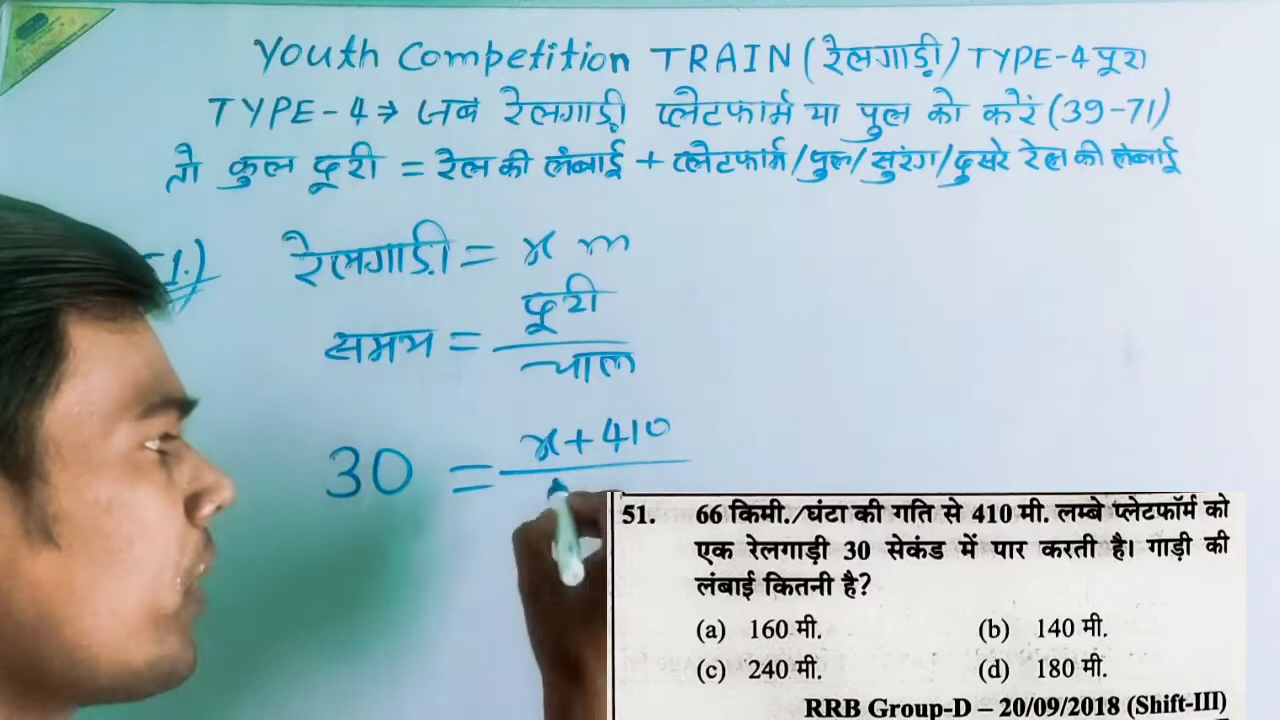 Youth Competition TRAIN (रेलगाड़ी) TYPE-4 पूरा
TYPE-4 → जब रेलगाड़ी प्लेटफार्म या पुल को करें (39-71)
तो कुल दूरी = रेल की लंबाई + प्लेटफार्म/पुल/सुरंग/दुसरे रेल की लंबाई
51.) रेलगाड़ी = x m
समय = दूरी
चाल
30 = x + 410
51. 66 किमी./घंटा की गति से 410 मी. लम्बे प्लेटफॉर्म को
एक रेलगाड़ी 30 सेकंड में पार करती है। गाड़ी की
लंबाई कितनी है?
(a) 160 मी. (b) 140 मी.
(c) 240 मी. (d) 180 मी.
RRB Group-D – 20/09/2018 (Shift-III)